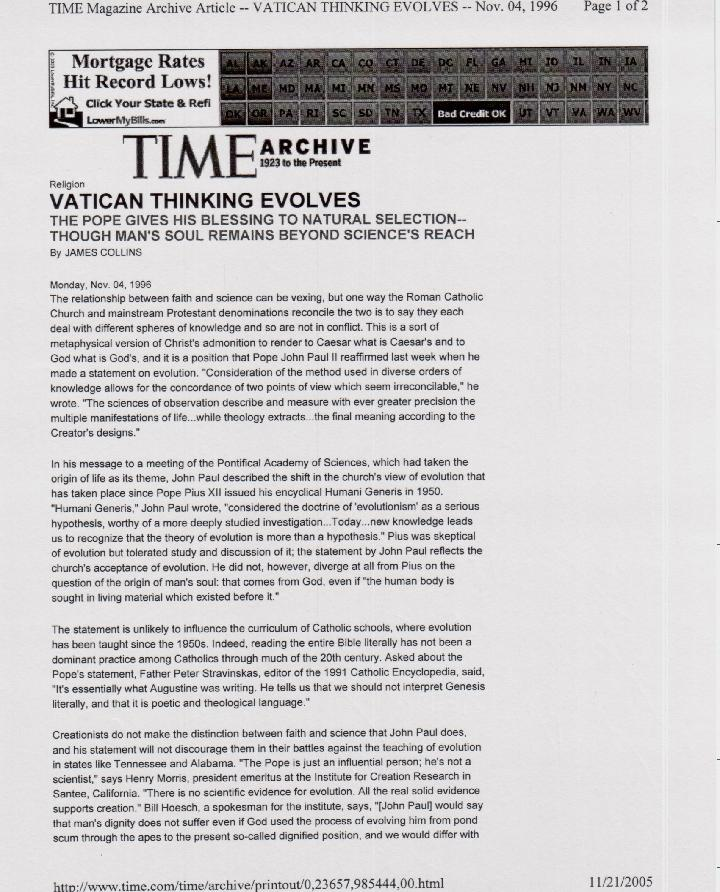 TIME Magazine Archive Article -- VATICAN THINKING EVOLVES -- Nov. 04, 1996 Page 1 of 2
Mortgage Rates
Hit Record Lows!
Click Your State & Refi
LowerMyBills.com
AL AK AZ AR CA CO CT DE DC FL GA HI ID IL IN IA
LA ME MD MA MI MN MS MO MT NE NV NH NJ NM NY NC
OK OR PA RI SC SD TN TX Bad Credit OK UT VT VA WA WV
TIME ARCHIVE
1923 to the Present
Religion
VATICAN THINKING EVOLVES
THE POPE GIVES HIS BLESSING TO NATURAL SELECTION--
THOUGH MAN'S SOUL REMAINS BEYOND SCIENCE'S REACH
By JAMES COLLINS
Monday, Nov. 04, 1996
The relationship between faith and science can be vexing, but one way the Roman Catholic
Church and mainstream Protestant denominations reconcile the two is to say they each
deal with different spheres of knowledge and so are not in conflict. This is a sort of
metaphysical version of Christ's admonition to render to Caesar what is Caesar's and to
God what is God's, and it is a position that Pope John Paul II reaffirmed last week when he
made a statement on evolution. "Consideration of the method used in diverse orders of
knowledge allows for the concordance of two points of view which seem irreconcilable," he
wrote. "The sciences of observation describe and measure with ever greater precision the
multiple manifestations of life...while theology extracts...the final meaning according to the
Creator's designs."
In his message to a meeting of the Pontifical Academy of Sciences, which had taken the
origin of life as its theme, John Paul described the shift in the church's view of evolution that
has taken place since Pope Pius XII issued his encyclical Humani Generis in 1950.
"Humani Generis," John Paul wrote, "considered the doctrine of 'evolutionism' as a serious
hypothesis, worthy of a more deeply studied investigation...Today...new knowledge leads
us to recognize that the theory of evolution is more than a hypothesis." Pius was skeptical
of evolution but tolerated study and discussion of it; the statement by John Paul reflects the
church's acceptance of evolution. He did not, however, diverge at all from Pius on the
question of the origin of man's soul: that comes from God, even if "the human body is
sought in living material which existed before it."
The statement is unlikely to influence the curriculum of Catholic schools, where evolution
has been taught since the 1950s. Indeed, reading the entire Bible literally has not been a
dominant practice among Catholics through much of the 20th century. Asked about the
Pope's statement, Father Peter Stravinskas, editor of the 1991 Catholic Encyclopedia, said,
"It's essentially what Augustine was writing. He tells us that we should not interpret Genesis
literally, and that it is poetic and theological language."
Creationists do not make the distinction between faith and science that John Paul does,
and his statement will not discourage them in their battles against the teaching of evolution
in states like Tennessee and Alabama. "The Pope is just an influential person; he's not a
scientist," says Henry Morris, president emeritus at the Institute for Creation Research in
Santee, California. "There is no scientific evidence for evolution. All the real solid evidence
supports creation." Bill Hoesch, a spokesman for the institute, says, "[John Paul] would say
that man's dignity does not suffer even if God used the process of evolving him from pond
scum through the apes to the present so-called dignified position, and we would differ with
http://www.time.com/time/archive/printout/0,23657,985444,00.html 11/21/2005